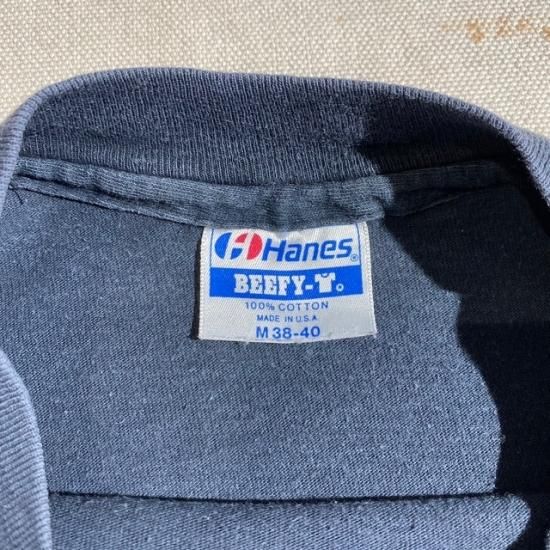 Hanes®
BEEFY-T®
100% COTTON
MADE IN U.S.A.
M 38-40